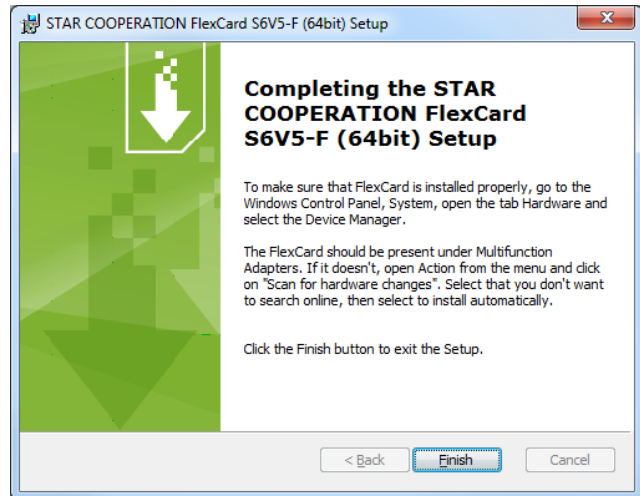 STAR COOPERATION FlexCard S6V5-F (64bit) Setup
Completing the STAR
COOPERATION FlexCard
S6V5-F (64bit) Setup
To make sure that FlexCard is installed properly, go to the
Windows Control Panel, System, open the tab Hardware and
select the Device Manager.
The FlexCard should be present under Multifunction
Adapters. If it doesn't, open Action from the menu and click
on "Scan for hardware changes". Select that you don't want
to search online, then select to install automatically.
Click the Finish button to exit the Setup.
< Back
Finish
Cancel